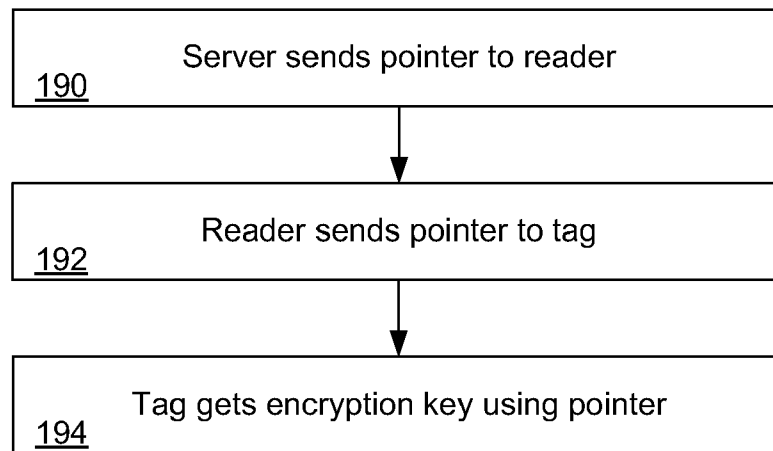 Server sends pointer to reader
190
Reader sends pointer to tag
192
Tag gets encryption key using pointer
194